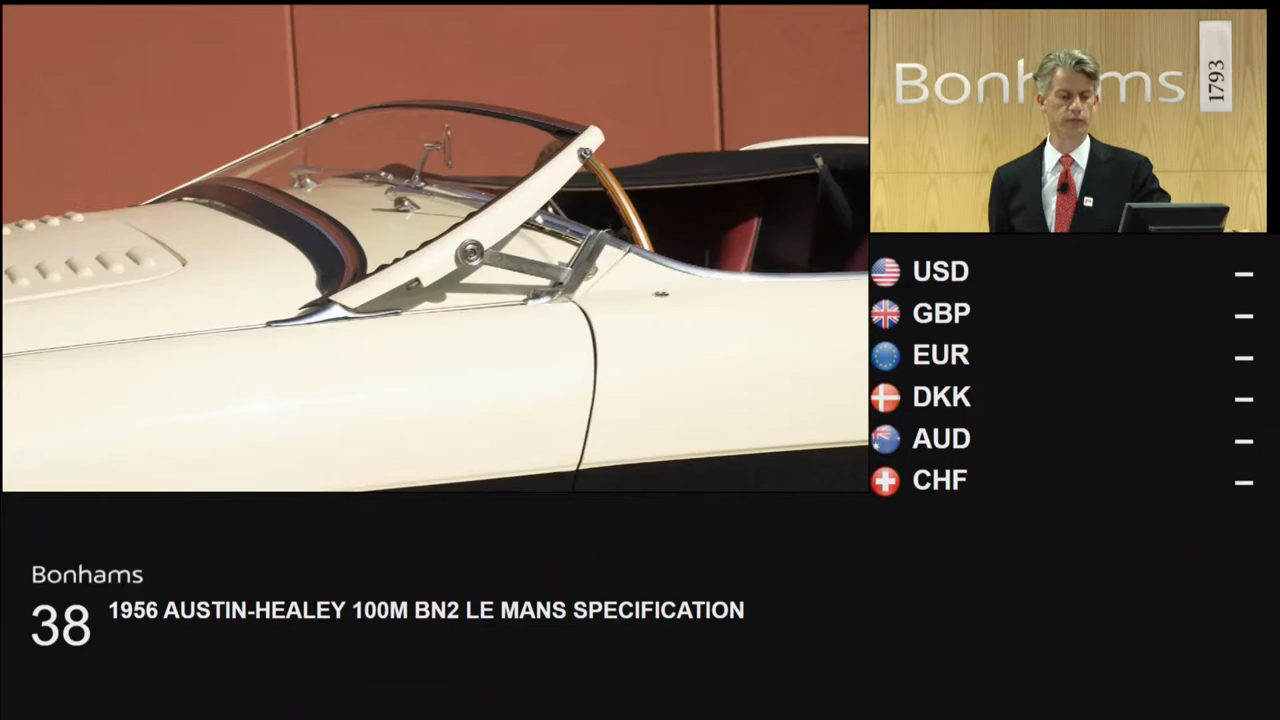 Bonhams
1793
USD –
GBP –
EUR –
DKK –
AUD –
CHF –
Bonhams
38
1956 AUSTIN-HEALEY 100M BN2 LE MANS SPECIFICATION